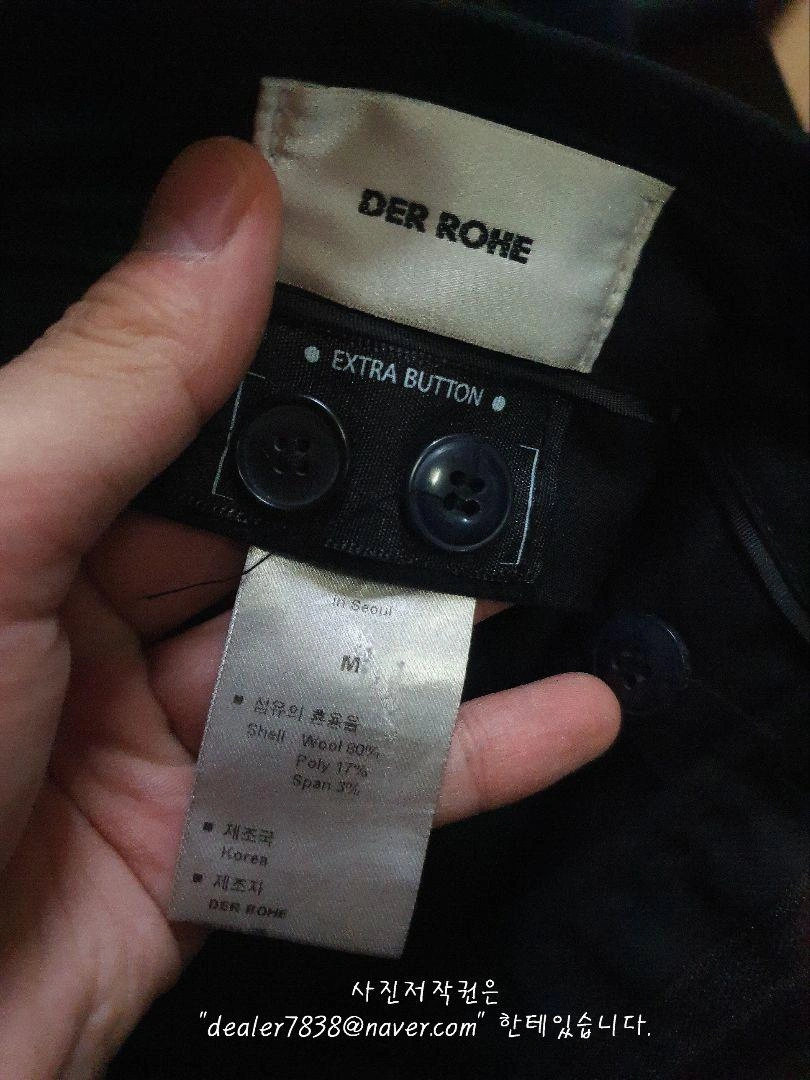 DER ROHE
EXTRA BUTTON
in Seoul
M
섬유의 혼용율
Shell Wool 80%
Poly 17%
Span 3%
제조국
Korea
제조자
DER ROHE
사진저작권은
"dealer7838@naver.com" 한테있습니다.